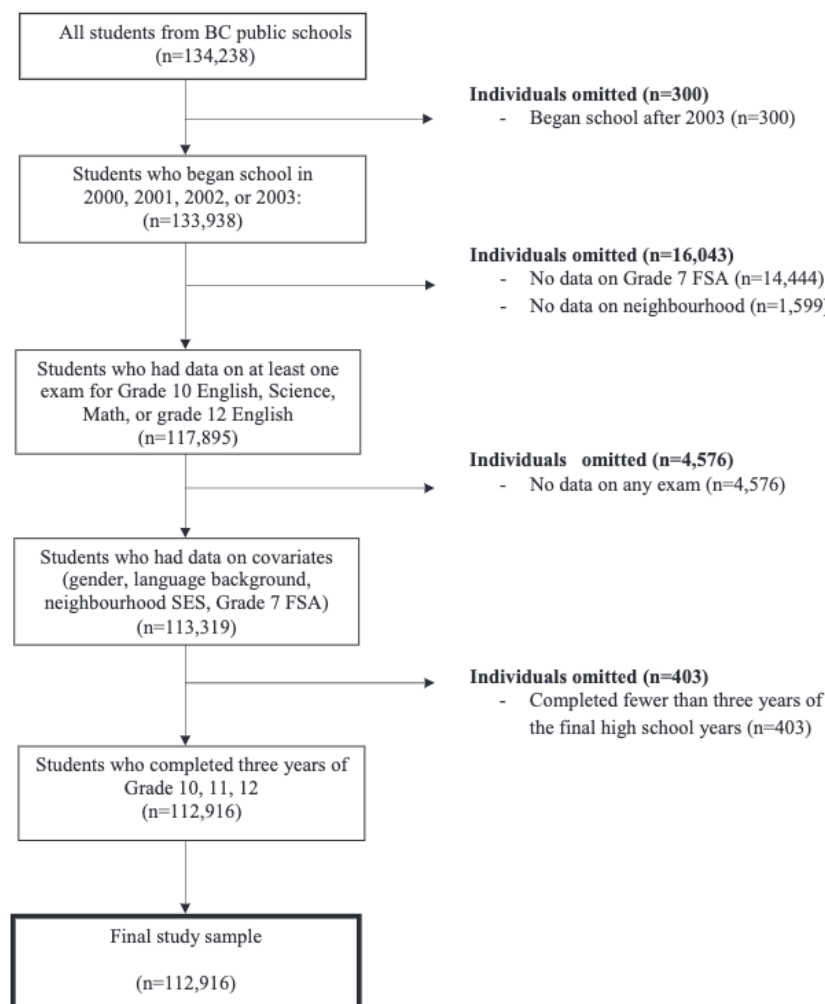 All students from BC public schools
(n=134,238)
Individuals omitted (n=300)
- Began school after 2003 (n=300)
Students who began school in
2000, 2001, 2002, or 2003:
(n=133,938)
Individuals omitted (n=16,043)
- No data on Grade 7 FSA (n=14,444)
- No data on neighbourhood (n=1,599)
Students who had data on at least one
exam for Grade 10 English, Science,
Math, or grade 12 English
(n=117,895)
Individuals omitted (n=4,576)
- No data on any exam (n=4,576)
Students who had data on covariates
(gender, language background,
neighbourhood SES, Grade 7 FSA)
(n=113,319)
Individuals omitted (n=403)
- Completed fewer than three years of
the final high school years (n=403)
Students who completed three years of
Grade 10, 11, 12
(n=112,916)
Final study sample
(n=112,916)